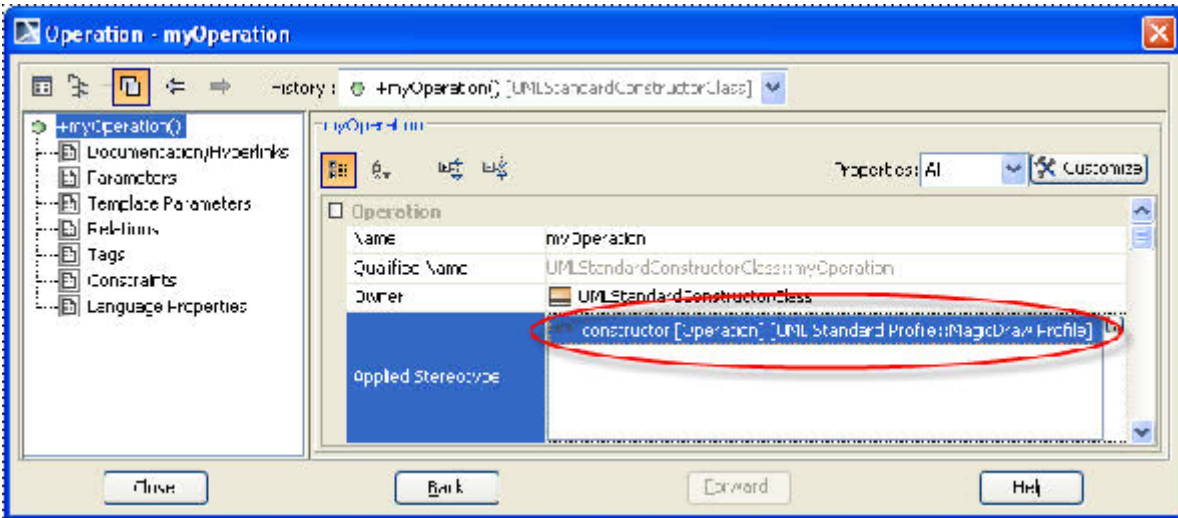 Operation - myOperation
History : +myOperation() [UMLStandardConstructorClass]
+myOperation()
Documentation/Hyperlinks
Parameters
Template Parameters
Relations
Tags
Constraints
Language Properties
myOperation
Properties: All
Customize
Operation
Name myOperation
Qualified Name UMLStandardConstructorClass::myOperation
Owner UMLStandardConstructorClass
Applied Stereotype constructor [Operation] [UML Standard Profile::MagicDraw Profile]
Close Back Forward Help